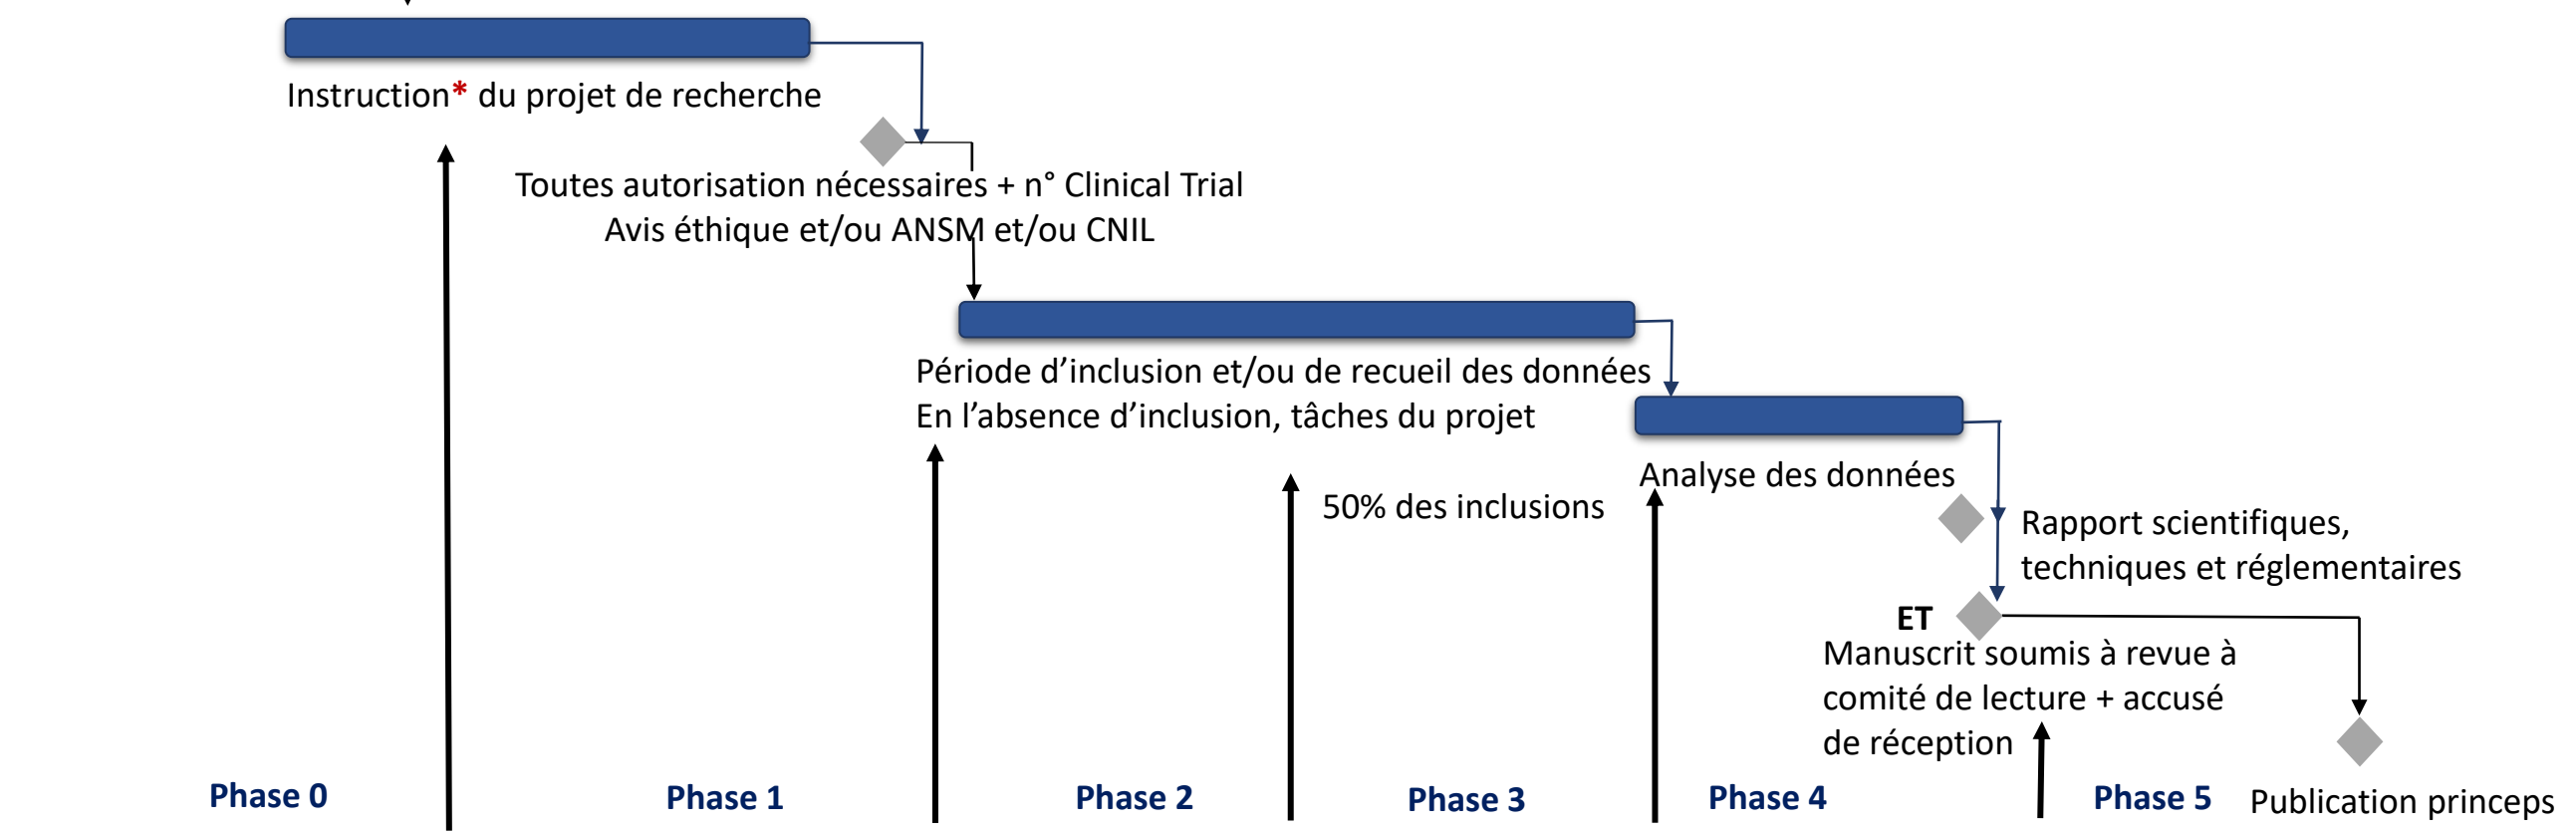 Instruction* du projet de recherche
Toutes autorisation nécessaires + n° Clinical Trial
Avis éthique et/ou ANSM et/ou CNIL
Période d’inclusion et/ou de recueil des données
En l’absence d’inclusion, tâches du projet
Analyse des données
50% des inclusions
Rapport scientifiques,
techniques et réglementaires
ET
Manuscrit soumis à revue à
comité de lecture + accusé
de réception
Phase 0
Phase 1
Phase 2
Phase 3
Phase 4
Phase 5
Publication princeps